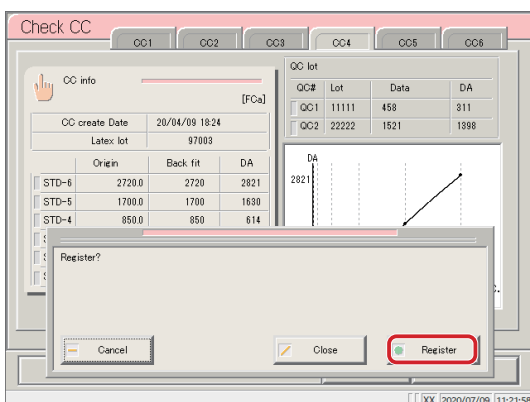 Check CC
CC1 CC2 CC3 CC4 CC5 CC6
CC info
[FCa]
CC create Date 20/04/09 18:24
Latex lot 97003
Origin Back fit DA
STD-6 2720.0 2720 2821
STD-5 1700.0 1700 1630
STD-4 850.0 850 614
QC lot
QC# Lot Data DA
QC1 11111 458 311
QC2 22222 1521 1398
DA
2821
Register?
Cancel Close Register
XX 2020/07/09 11:21:58